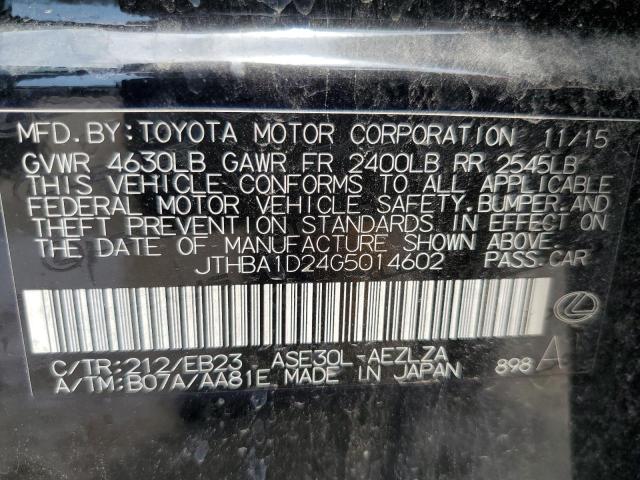 MFD. BY: TOYOTA MOTOR CORPORATION 11/15
GVWR 4630LB GAWR FR 2400LB RR 2545LB
THIS VEHICLE CONFORMS TO ALL APPLICABLE
FEDERAL MOTOR VEHICLE SAFETY, BUMPER, AND
THEFT PREVENTION STANDARDS IN EFFECT ON
THE DATE OF MANUFACTURE SHOWN ABOVE.
JTHBA1D24G5014602 PASS. CAR
C/TR: 212/EB23 ASE30L-AEZLZA
A/TM: B07A/AA81E MADE IN JAPAN 898